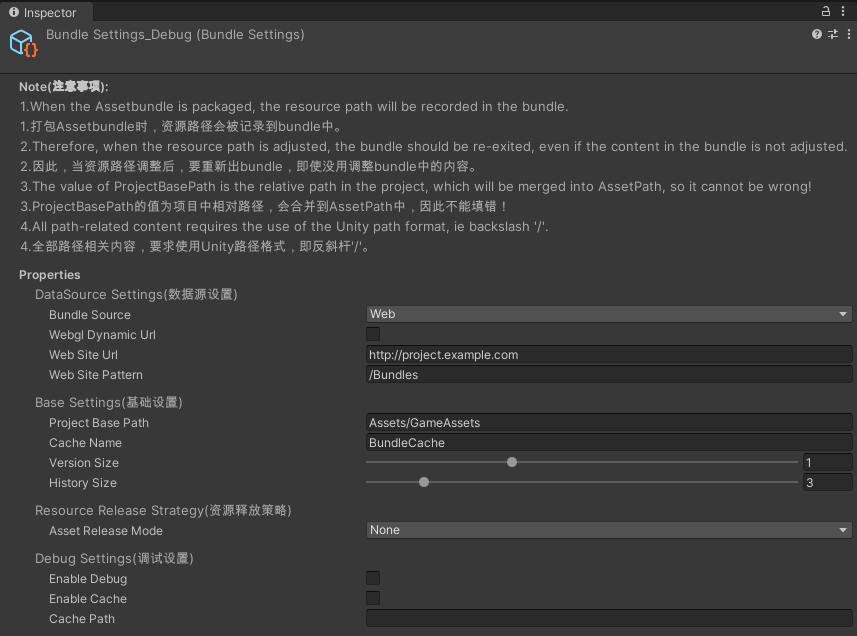 Inspector
Bundle Settings_Debug (Bundle Settings)
Note(注意事项):
1.When the Assetbundle is packaged, the resource path will be recorded in the bundle.
1.打包Assetbundle时，资源路径会被记录到bundle中。
2.Therefore, when the resource path is adjusted, the bundle should be re-exited, even if the content in the bundle is not adjusted.
2.因此，当资源路径调整后，要重新出bundle，即使没用调整bundle中的内容。
3.The value of ProjectBasePath is the relative path in the project, which will be merged into AssetPath, so it cannot be wrong!
3.ProjectBasePath的值为项目中相对路径，会合并到AssetPath中，因此不能填错！
4.All path-related content requires the use of the Unity path format, ie backslash '/'.
4.全部路径相关内容，要求使用Unity路径格式，即反斜杆'/'。
Properties
DataSource Settings(数据源设置)
Bundle Source Web
Webgl Dynamic Url
Web Site Url http://project.example.com
Web Site Pattern /Bundles
Base Settings(基础设置)
Project Base Path Assets/GameAssets
Cache Name BundleCache
Version Size 1
History Size 3
Resource Release Strategy(资源释放策略)
Asset Release Mode None
Debug Settings(调试设置)
Enable Debug
Enable Cache
Cache Path